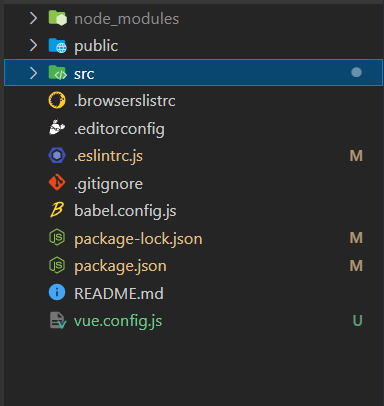 node_modules
public
src
.browserslistrc
.editorconfig
.eslintrc.js M
.gitignore
babel.config.js
package-lock.json M
package.json M
README.md
vue.config.js U